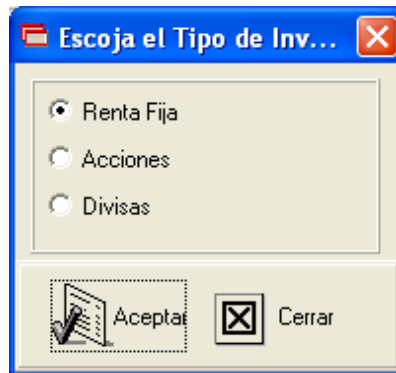 Escoja el Tipo de Inv...
Renta Fija
Acciones
Divisas
Aceptar Cerrar